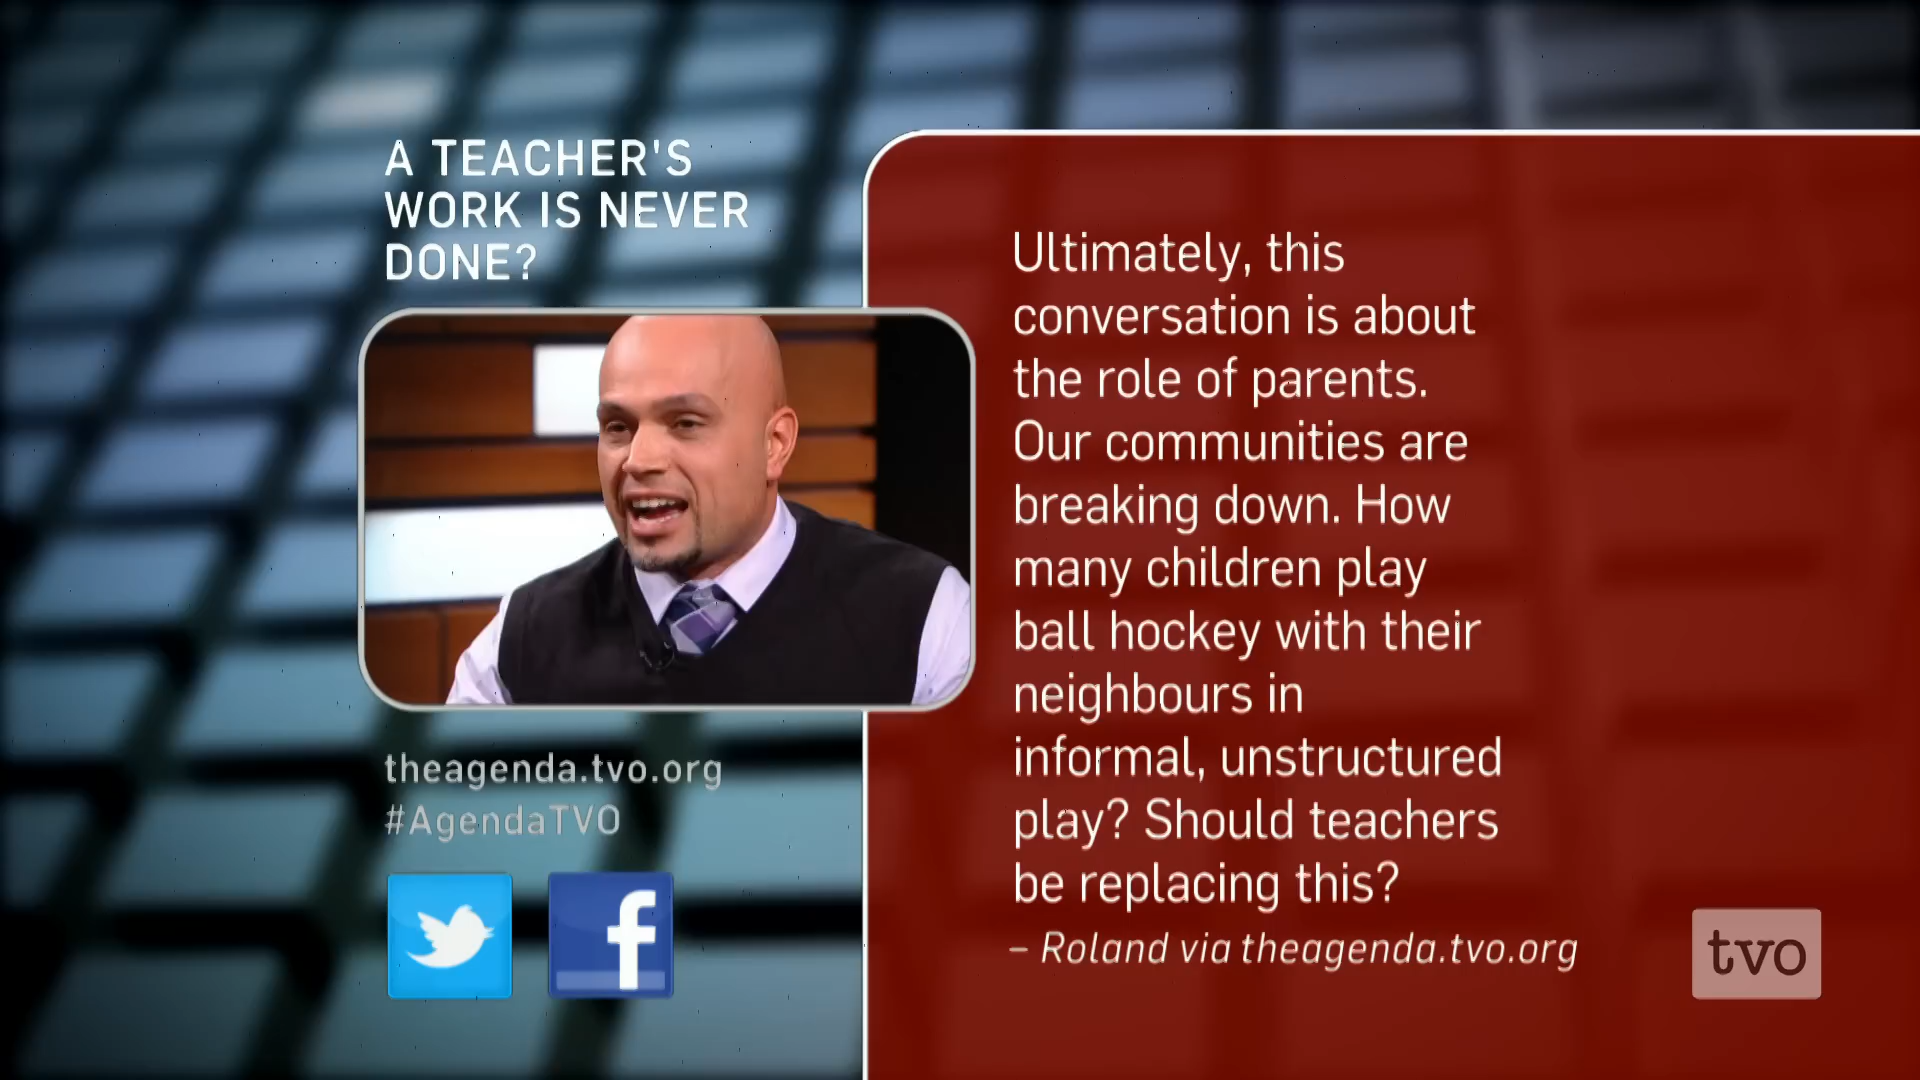 A TEACHER'S
WORK IS NEVER
DONE?
theagenda.tvo.org
#AgendaTVO
Ultimately, this
conversation is about
the role of parents.
Our communities are
breaking down. How
many children play
ball hockey with their
neighbours in
informal, unstructured
play? Should teachers
be replacing this?
– Roland via theagenda.tvo.org
tvo